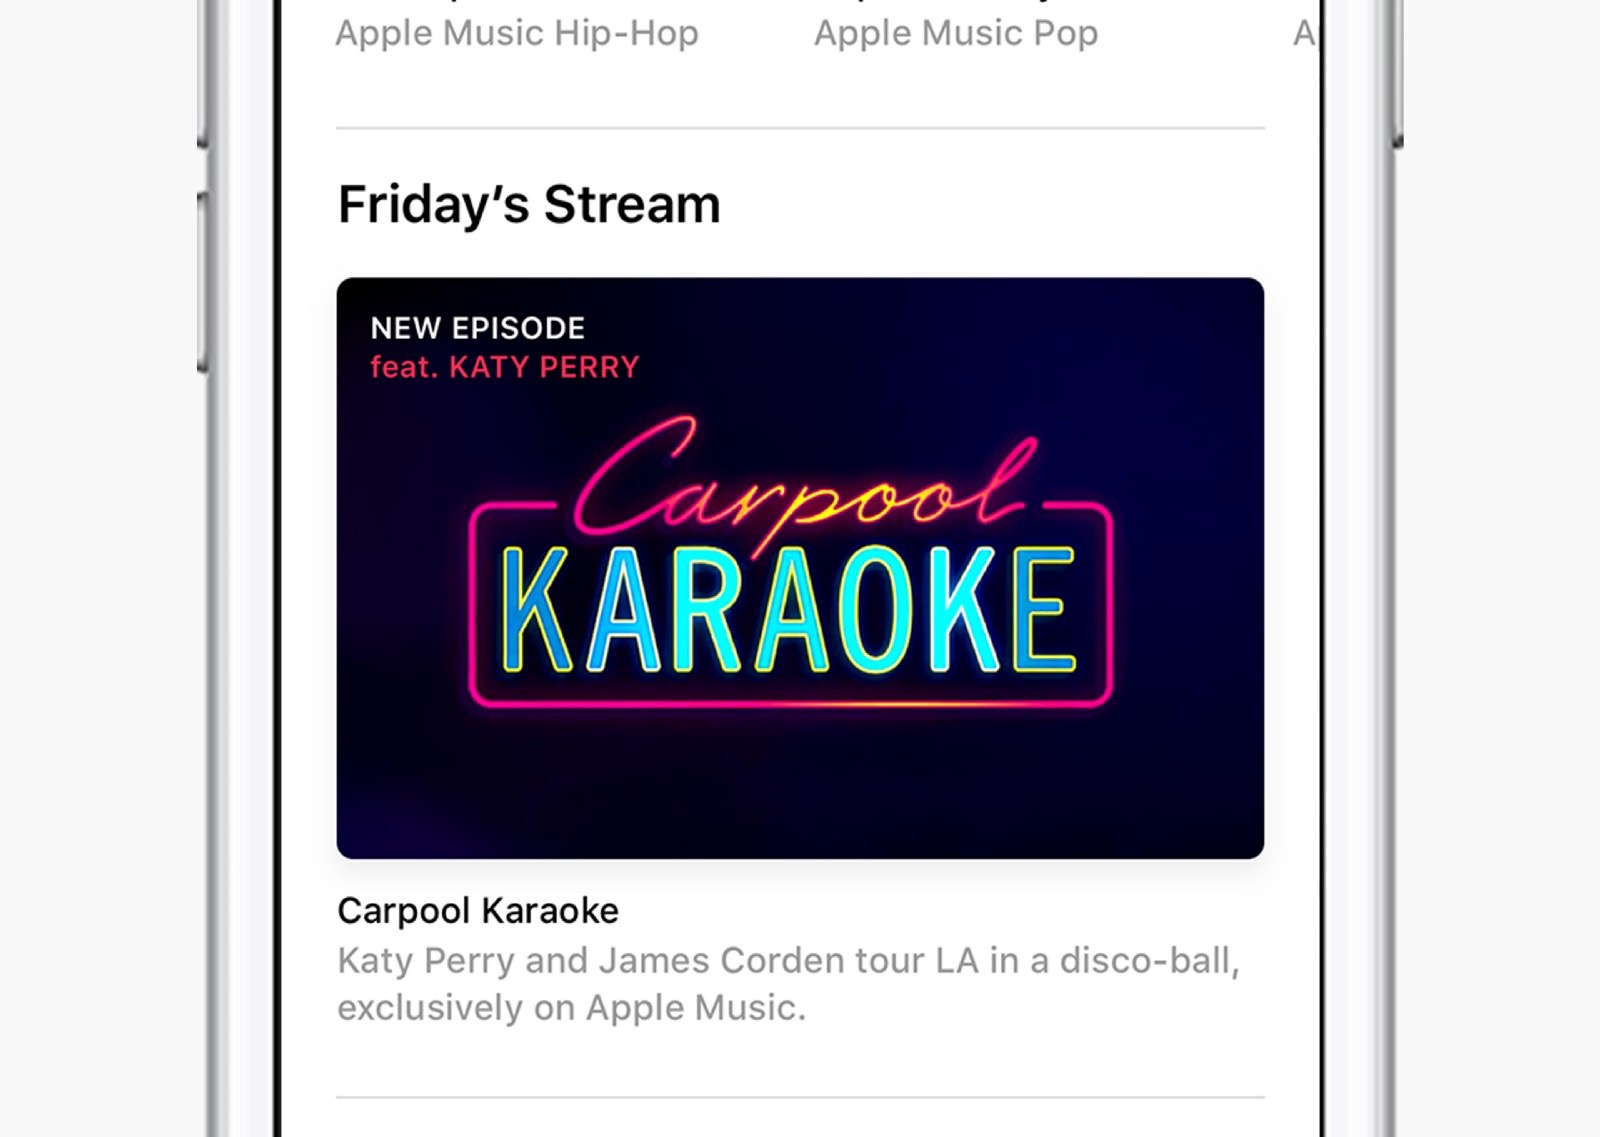 Apple Music Hip-Hop
Apple Music Pop
Friday’s Stream
NEW EPISODE
feat. KATY PERRY
Carpool
KARAOKE
Carpool Karaoke
Katy Perry and James Corden tour LA in a disco-ball,
exclusively on Apple Music.